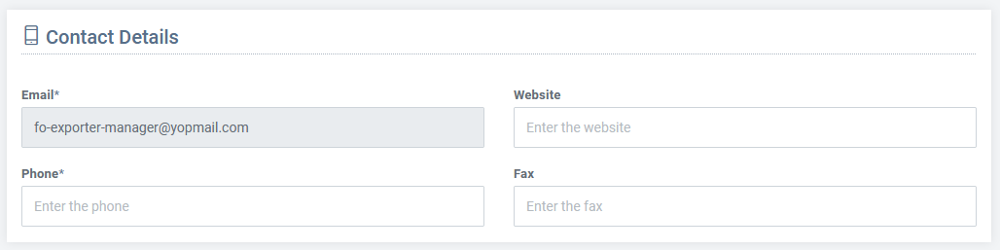 Contact Details
Email*
Website
fo-exporter-manager@yopmail.com
Enter the website
Phone*
Fax
Enter the phone
Enter the fax